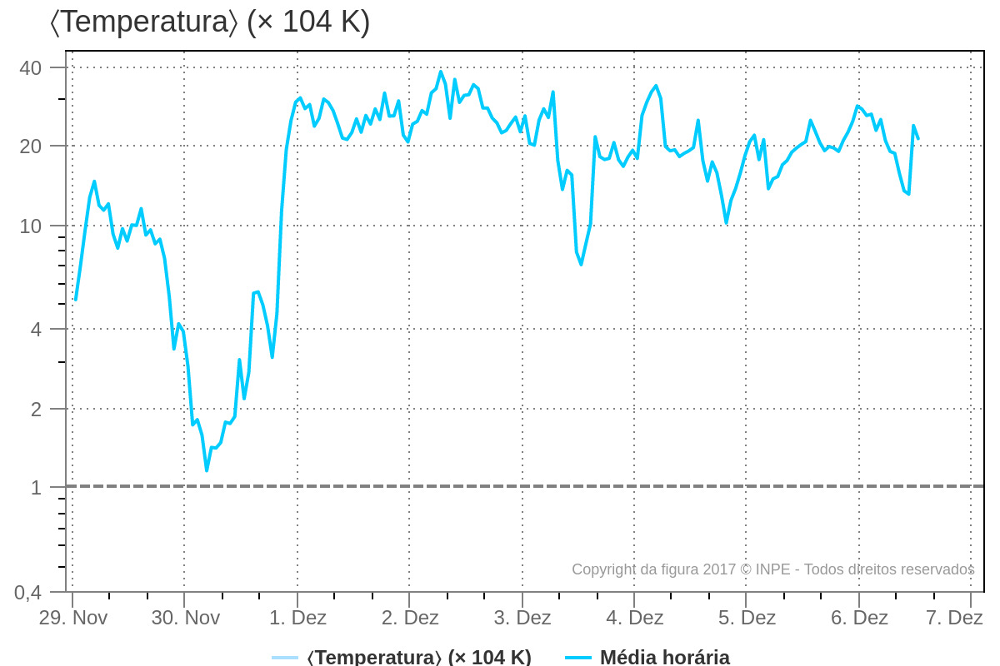 ⟨Temperatura⟩ (× 104 K)
40
20
10
4
2
1
0,4
Copyright da figura 2017 © INPE - Todos direitos reservados
29. Nov 30. Nov 1. Dez 2. Dez 3. Dez 4. Dez 5. Dez 6. Dez 7. Dez
⟨Temperatura⟩ (× 104 K) Média horária